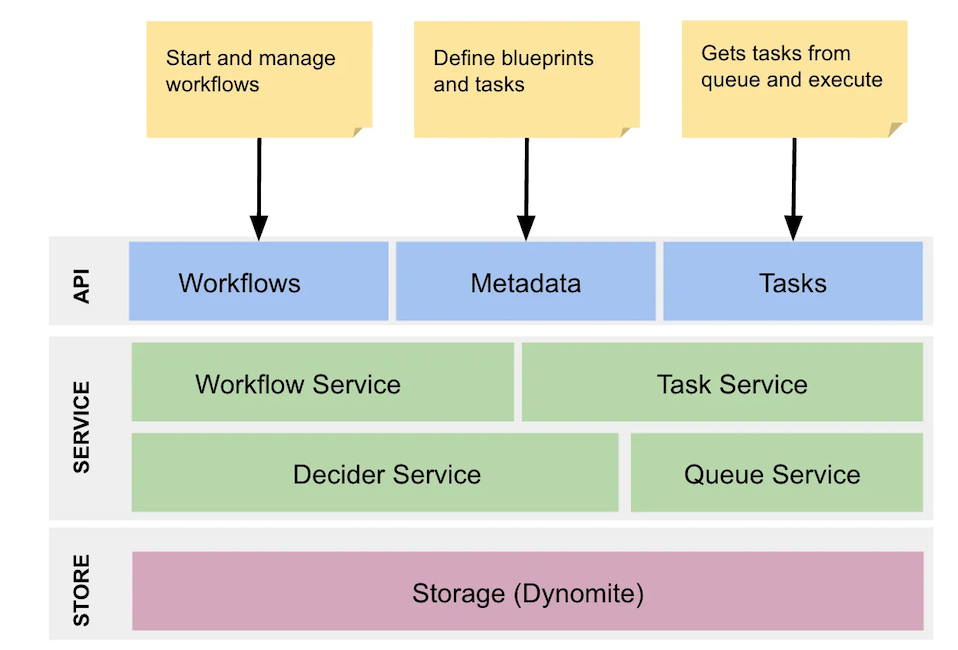 Start and manage
workflows
Define blueprints
and tasks
Gets tasks from
queue and execute
API
Workflows
Metadada
Tasks
SERVICE
Workflow Service
Task Service
Decider Service
Queue Service
STORE
Storage (Dynomite)